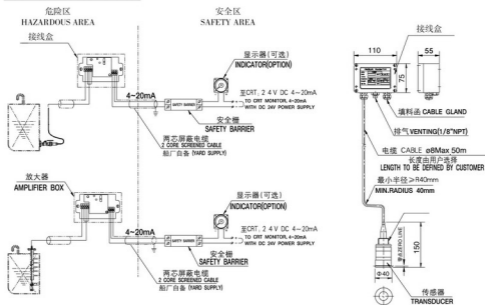 危险区
HAZARDOUS AREA
安全区
SAFETY AREA
接线盒
显示器(可选)
INDICATOR(OPTION)
4~20mA
SAFETY BARRIER
至CRT, 2 4 V DC 4~20mA
TO CRT MONITOR, 4~20mA
WITH DC 24V POWER SUPPLY
安全栅
SAFETY BARRIER
两芯屏蔽电缆
2 CORE SCREENED CABLE
船厂自备 (YARD SUPPLY)
放大器
AMPLIFIER BOX
显示器(可选)
INDICATOR(OPTION)
4~20mA
SAFETY BARRIER
至CRT, 2 4 V DC 4~20mA
TO CRT MONITOR, 4~20mA
WITH DC 24V POWER SUPPLY
安全栅
SAFETY BARRIER
两芯屏蔽电缆
2 CORE SCREENED CABLE
船厂自备 (YARD SUPPLY)
接线盒
110
55
75
填料函 CABLE GLAND
排气 VENTING(1/8"NPT)
电缆 CABLE ø8Max 50m
长度由用户选择
LENGTH TO BE DEFINED BY CUSTOMER
最小半径≥R40mm
MIN.RADIUS 40mm
ZERO LINE
150
Φ40
传感器
TRANSDUCER